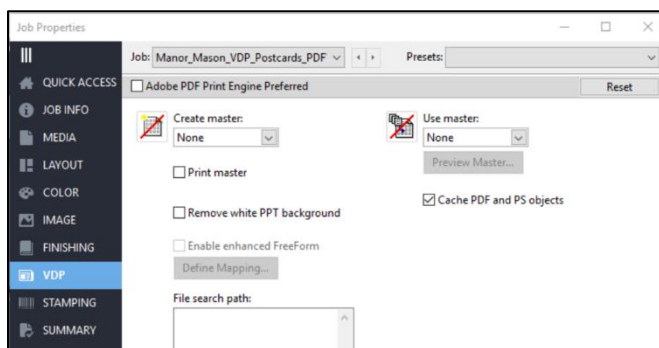 Job Properties
Job: Manor_Mason_VDP_Postcards_PDF Presets:
QUICK ACCESS
Adobe PDF Print Engine Preferred Reset
JOB INFO
MEDIA
LAYOUT
COLOR
IMAGE
FINISHING
VDP
STAMPING
SUMMARY
Create master:
None
Print master
Remove white PPT background
Enable enhanced FreeForm
Define Mapping...
File search path:
Use master:
None
Preview Master...
Cache PDF and PS objects